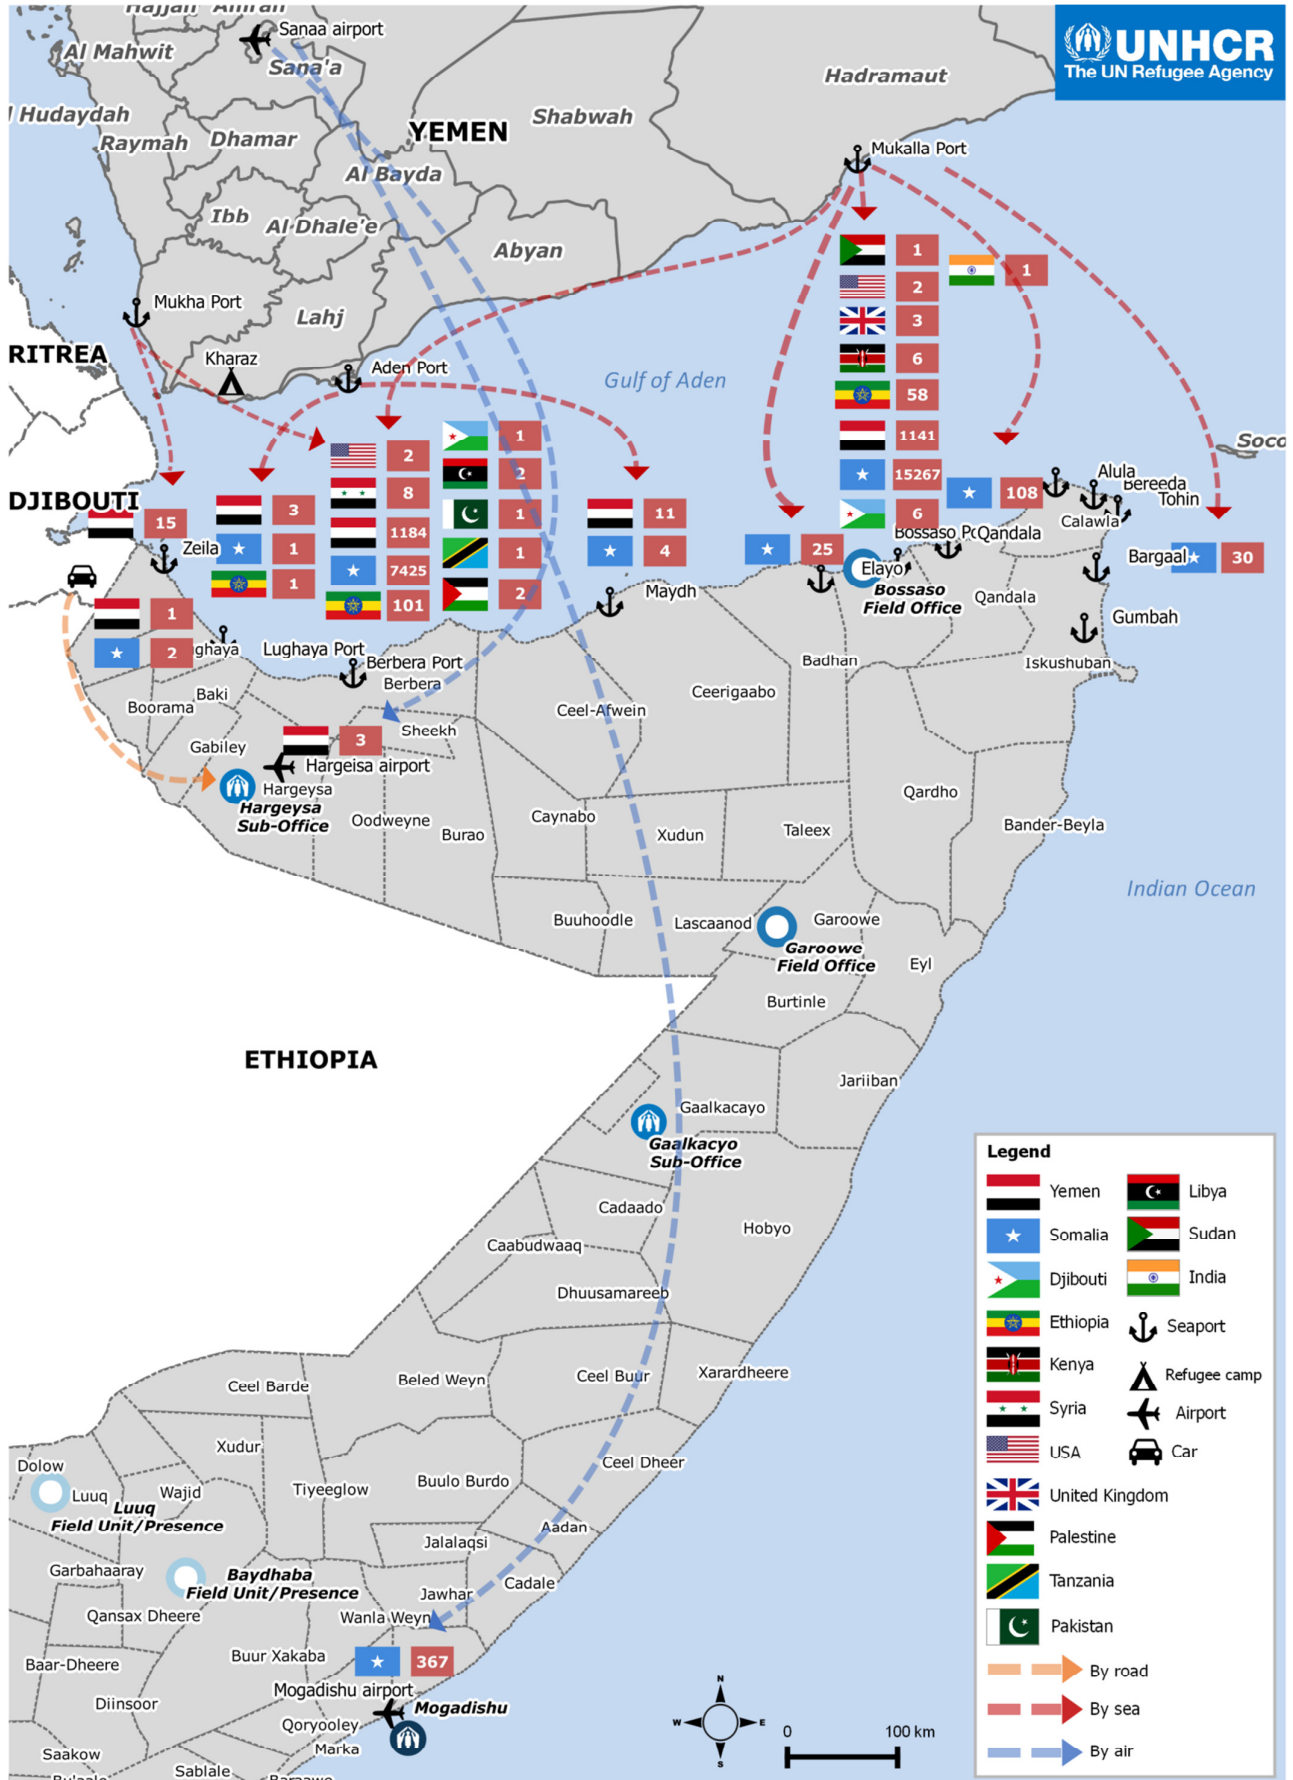 Hajjah Amran
Sanaa airport
Al Mahwit
Sana'a
UNHCR
The UN Refugee Agency
Hadramaut
Hudaydah
Raymah
Dhamar
YEMEN
Shabwah
Mukalla Port
Al Bayda
Ibb
Al Dhale'e
Abyan
1
1
2
Mukha Port
Lahj
3
RITREA
Kharaz
Aden Port
Gulf of Aden
6
58
1141
15267
6
2
8
1184
7425
101
1
2
1
1
2
Soco
DJIBOUTI
15
3
1
1
11
4
25
108
30
Alula
Bereeda
Tohin
Calawla
Zeila
Bossaso Po
Qandala
Bargaal
Elayo
Bossaso
Field Office
Qandala
Maydh
Gumbah
1
2
ghaya
Lughaya Port
Berbera Port
Berbera
Badhan
Iskushuban
Baki
Boorama
Ceerigaabo
Ceel-Afwein
Sheekh
Gabiley
3
Hargeisa airport
Hargeysa
Hargeysa
Sub-Office
Oodweyne
Burao
Caynabo
Xudun
Taleex
Qardho
Bander-Beyla
Indian Ocean
Buuhoodle
Lascaanod
Garoowe
Garoowe
Field Office
Eyl
Burtinle
ETHIOPIA
Jariiban
Gaalkacayo
Gaalkacyo
Sub-Office
Cadaado
Hobyo
Caabudwaaq
Dhuusamareeb
Ceel Barde
Beled Weyn
Ceel Buur
Xarardheere
Xudur
Dolow
Luuq
Luuq
Field Unit/Presence
Wajid
Tiyeeglow
Buulo Burdo
Ceel Dheer
Aadan
Jalalaqsi
Garbahaaray
Baydhaba
Field Unit/Presence
Jawhar
Cadale
Qansax Dheere
Wanla Weyn
Buur Xakaba
367
Baar-Dheere
Mogadishu airport
Mogadishu
Diinsoor
Qoryooley
Marka
Saakow
Sablale
Bu'aale
Baraawe
N
W
E
S
0
100 km
Legend
Yemen
Libya
Somalia
Sudan
Djibouti
India
Ethiopia
Seaport
Kenya
Refugee camp
Syria
Airport
USA
Car
United Kingdom
Palestine
Tanzania
Pakistan
By road
By sea
By air